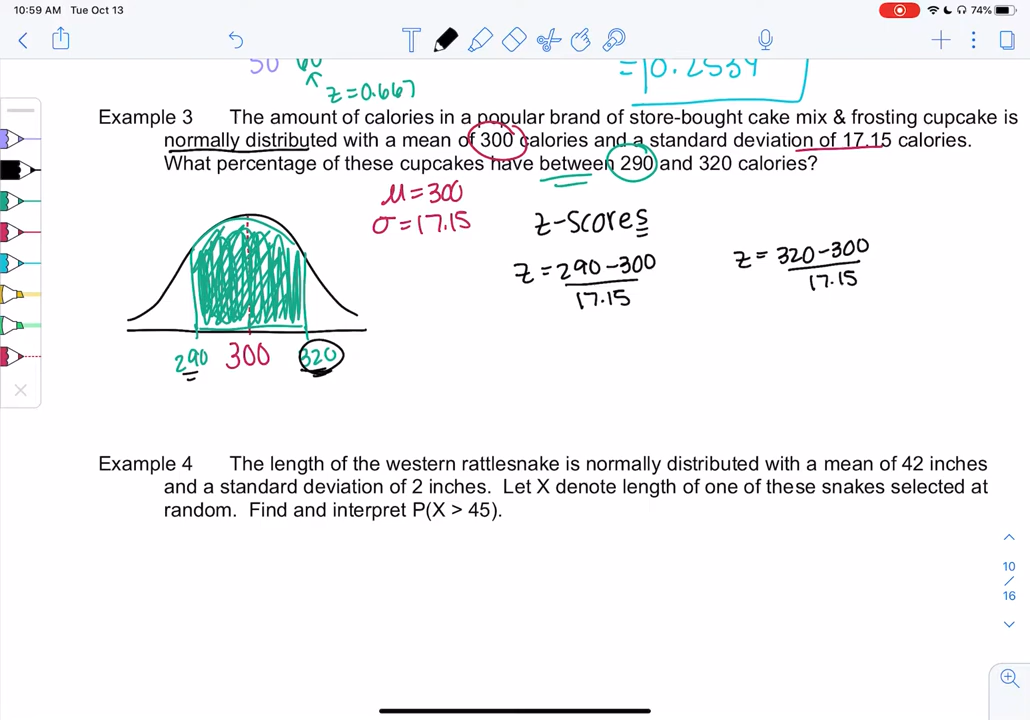 10:59 AM Tue Oct 13
74%
T
50 60
z=0.667
=0.2534
Example 3 The amount of calories in a popular brand of store-bought cake mix & frosting cupcake is
normally distributed with a mean of 300 calories and a standard deviation of 17.15 calories.
What percentage of these cupcakes have between 290 and 320 calories?
μ=300
σ=17.15
z-scores
z=290-300
17.15
z=320-300
17.15
290 300 320
Example 4 The length of the western rattlesnake is normally distributed with a mean of 42 inches
and a standard deviation of 2 inches. Let X denote length of one of these snakes selected at
random. Find and interpret P(X > 45).
10
/
16